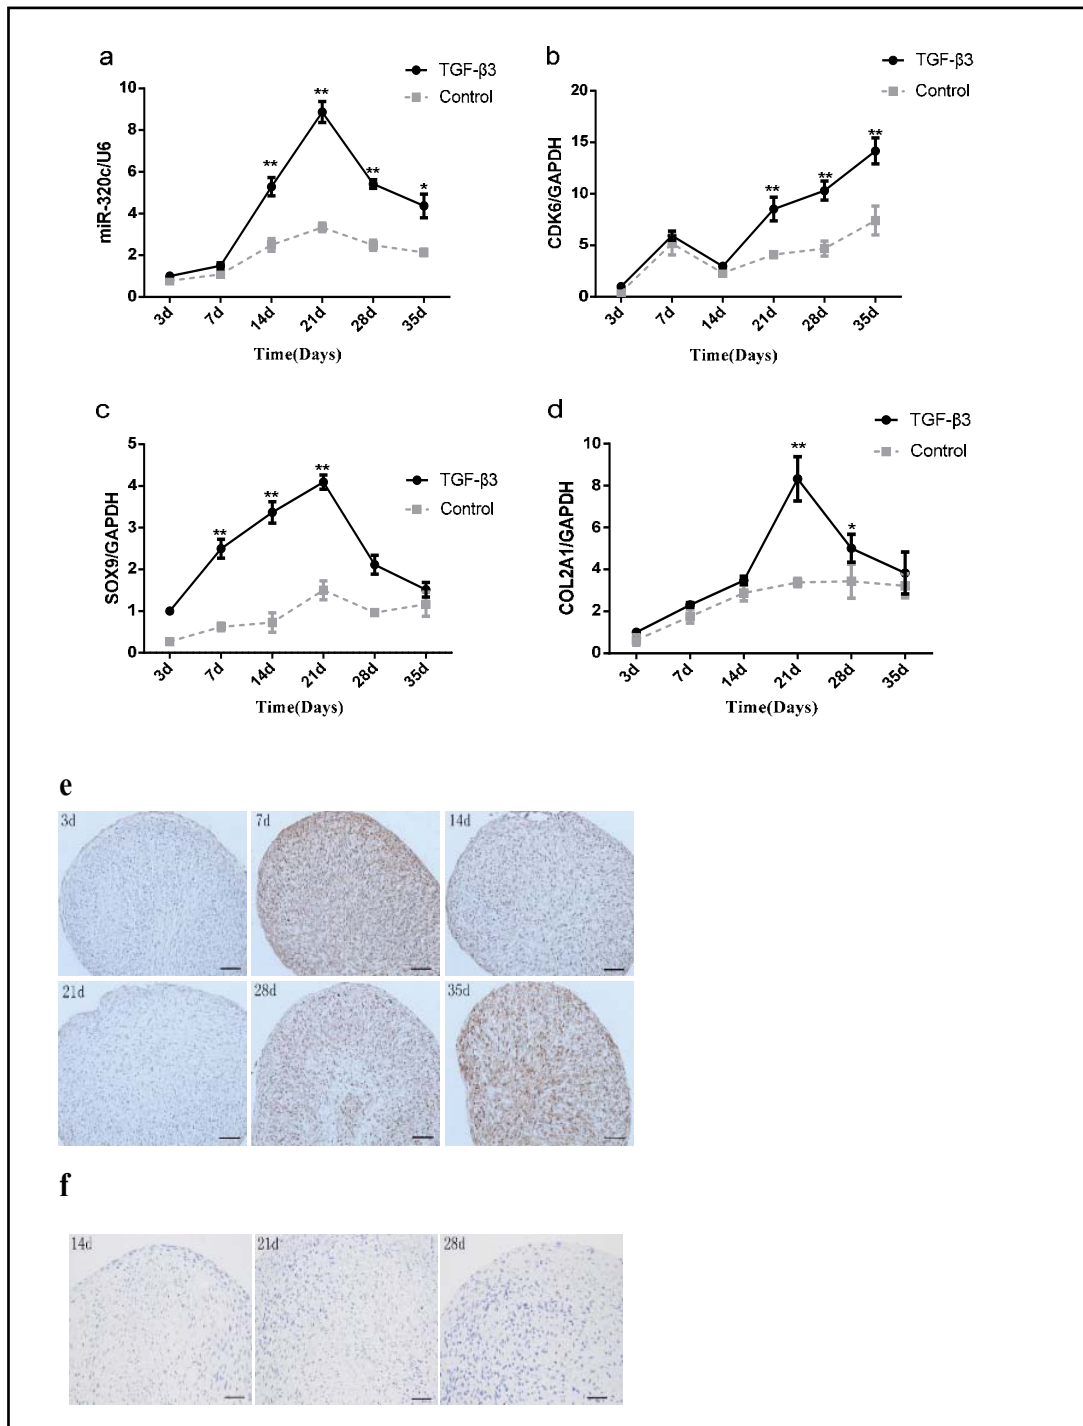 a
TGF-β3
Control
miR-320c/U6
10
8
6
4
2
0
**
**
**
*
3d 7d 14d 21d 28d 35d
Time(Days)
b
TGF-β3
Control
CDK6/GAPDH
20
15
10
5
0
**
**
**
3d 7d 14d 21d 28d 35d
Time(Days)
c
TGF-β3
Control
SOX9/GAPDH
5
4
3
2
1
0
**
**
**
3d 7d 14d 21d 28d 35d
Time(Days)
d
TGF-β3
Control
COL2A1/GAPDH
10
8
6
4
2
0
**
*
3d 7d 14d 21d 28d 35d
Time(Days)
e
3d 7d 14d
21d 28d 35d
f
14d 21d 28d